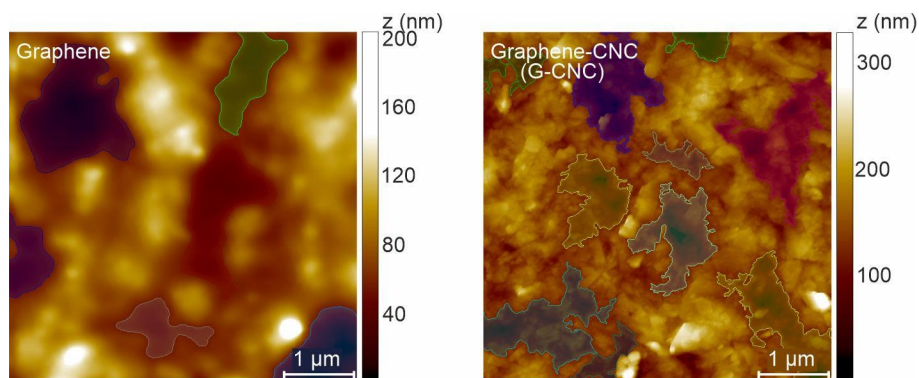 z (nm)
Graphene
200
160
120
80
40
1 µm
z (nm)
Graphene-CNC
(G-CNC)
300
200
100
1 µm